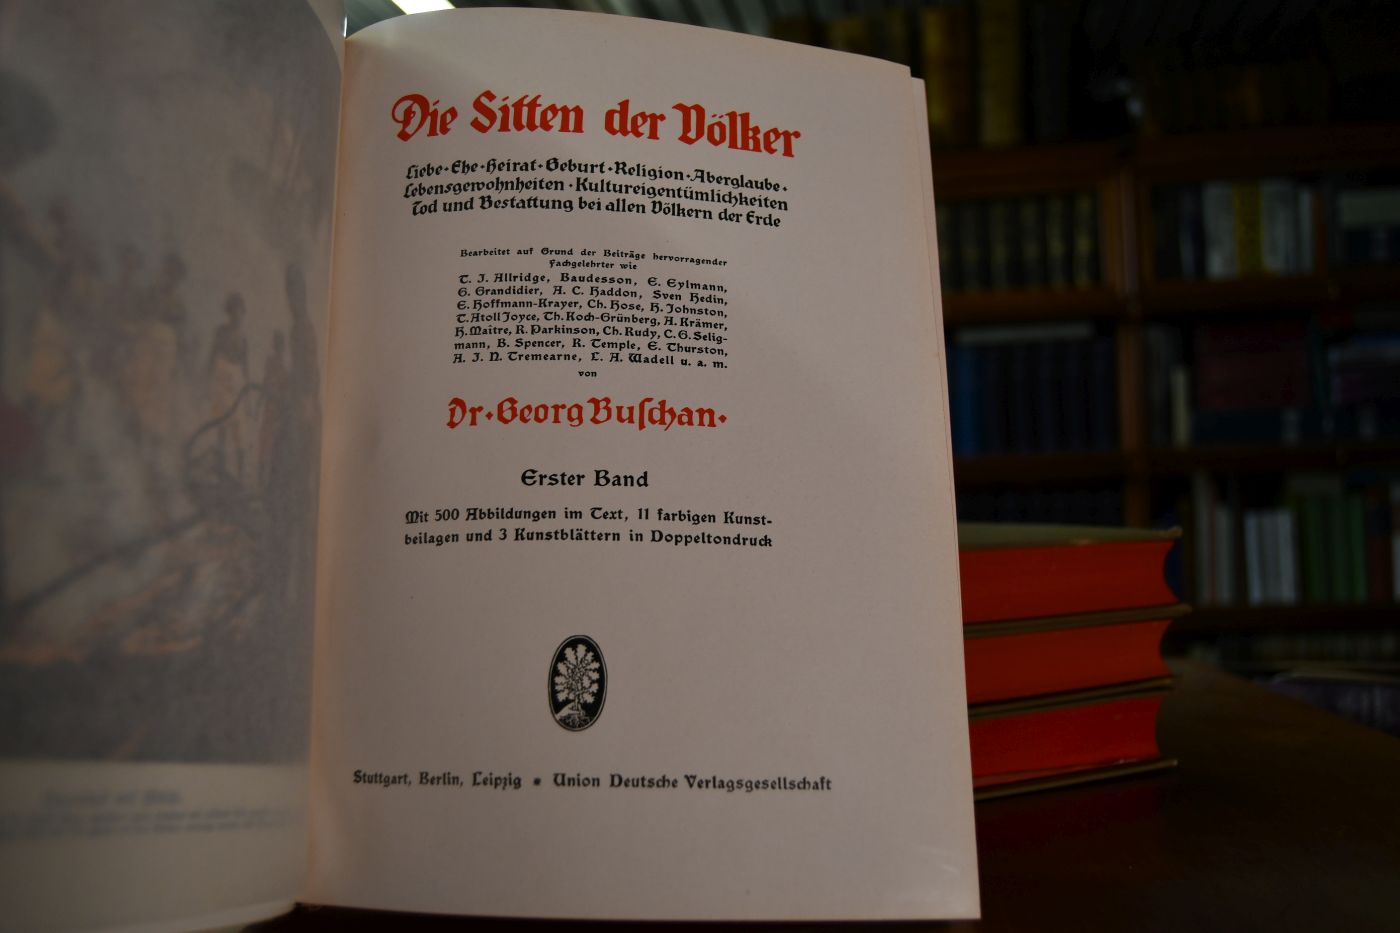 Die Sitten der Völker
Liebe · Ehe · Heirat · Geburt · Religion · Aberglaube ·
Lebensgewohnheiten · Kultureigentümlichkeiten
Tod und Bestattung bei allen Völkern der Erde
Bearbeitet auf Grund der Beiträge hervorragender
Fachgelehrter wie
T. J. Allridge, Baudesson, E. Eylmann,
G. Grandidier, A. C. Haddon, Sven Hedin,
E. Hoffmann-Krayer, Ch. Hose, H. Johnston,
T. Atoll Joyce, Th. Koch-Grünberg, A. Krämer,
H. Maitre, R. Parkinson, Ch. Rudy, C. G. Selig-
mann, B. Spencer, R. Temple, E. Thurston,
A. J. N. Tremearne, L. A. Wadell u. a. m.
von
Dr · Georg Buschan ·
Erster Band
Mit 500 Abbildungen im Text, 11 farbigen Kunst-
beilagen und 3 Kunstblättern in Doppeltondruck
Stuttgart, Berlin, Leipzig * Union Deutsche Verlagsgesellschaft